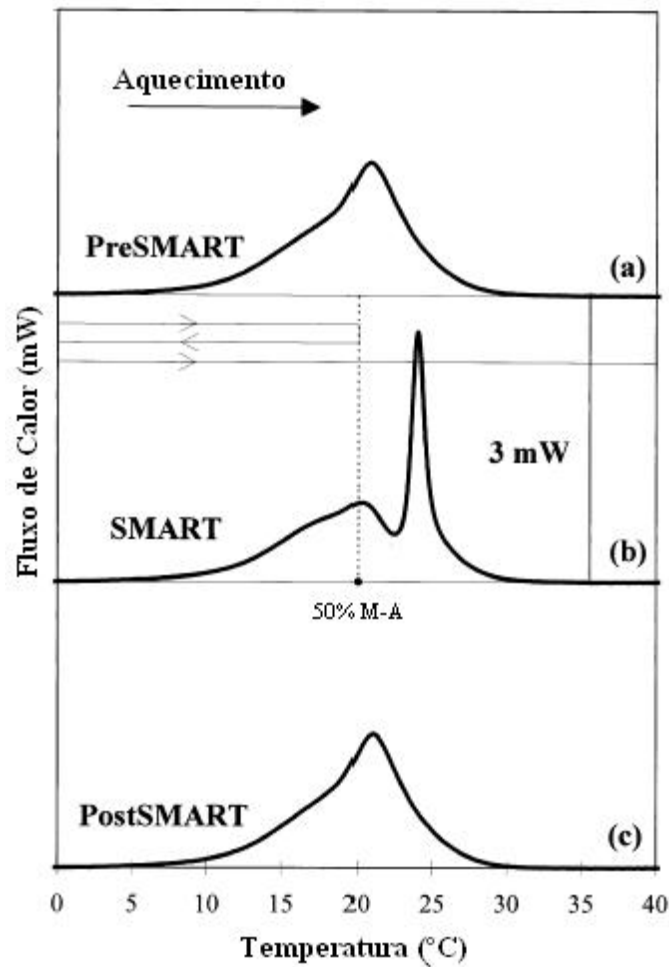 Aquecimento
PreSMART
(a)
Fluxo de Calor (mW)
3 mW
SMART
(b)
50% M-A
PostSMART
(c)
0 5 10 15 20 25 30 35 40
Temperatura (°C)